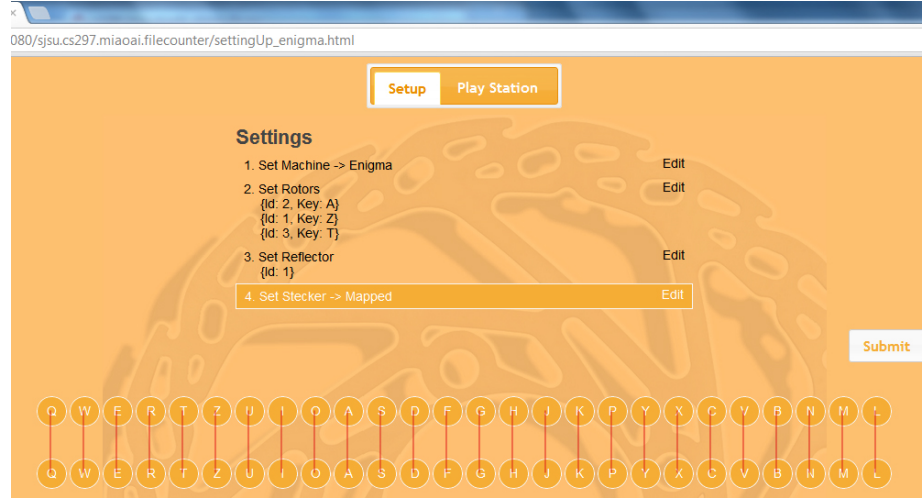 080/sjsu.cs297.miaoai.filecounter/settingUp_enigma.html
Setup Play Station
Settings
1. Set Machine -> Enigma Edit
2. Set Rotors Edit
{Id: 2, Key: A}
{Id: 1, Key: Z}
{Id: 3, Key: T}
3. Set Reflector Edit
{Id: 1}
4. Set Stecker -> Mapped Edit
Submit
Q W E R T Z U I O A S D F G H J K P Y X C V B N M L
Q W E R T Z U I O A S D F G H J K P Y X C V B N M L